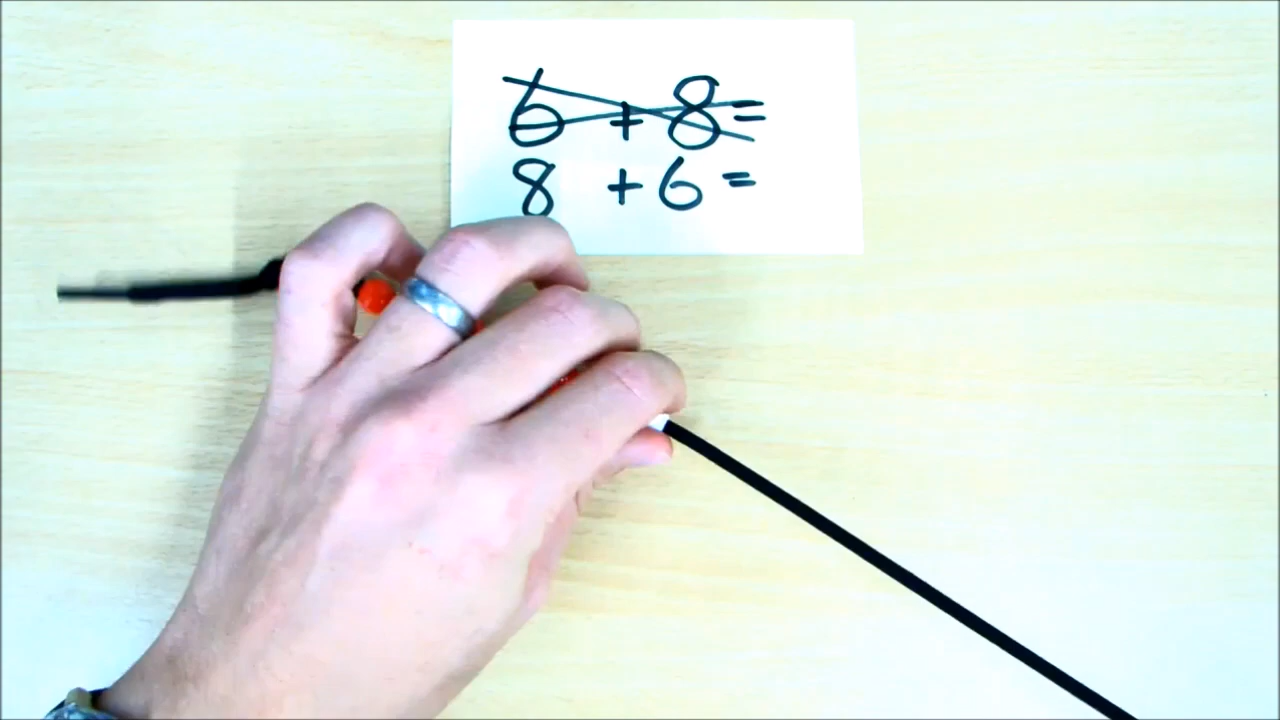 6 + 8 =
8 + 6 =